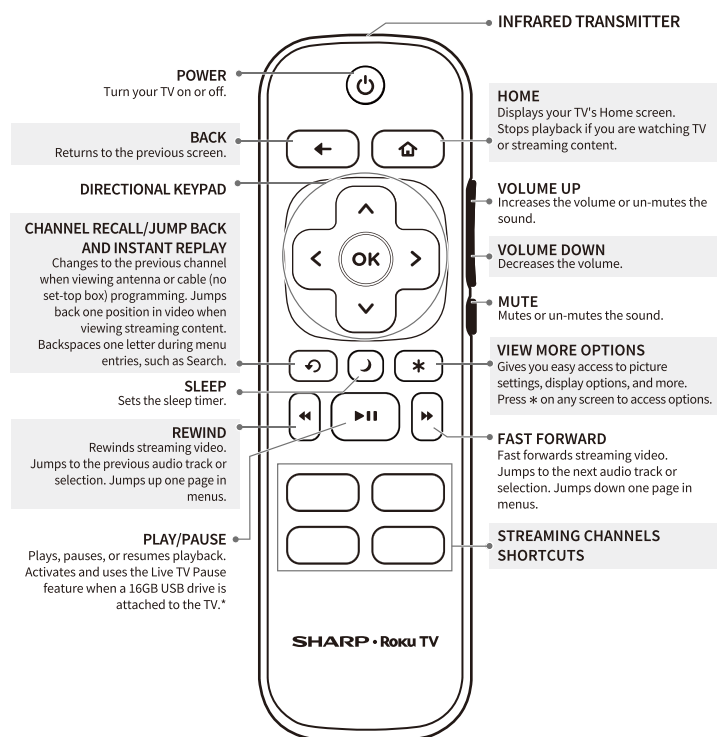 INFRARED TRANSMITTER
POWER
Turn your TV on or off.
BACK
Returns to the previous screen.
DIRECTIONAL KEYPAD
CHANNEL RECALL/JUMP BACK
AND INSTANT REPLAY
Changes to the previous channel
when viewing antenna or cable (no
set-top box) programming. Jumps
back one position in video when
viewing streaming content.
Backspaces one letter during menu
entries, such as Search.
SLEEP
Sets the sleep timer.
REWIND
Rewinds streaming video.
Jumps to the previous audio track or
selection. Jumps up one page in
menus.
PLAY/PAUSE
Plays, pauses, or resumes playback.
Activates and uses the Live TV Pause
feature when a 16GB USB drive is
attached to the TV.*
OK
SHARP • Roku TV
HOME
Displays your TV's Home screen.
Stops playback if you are watching TV
or streaming content.
VOLUME UP
Increases the volume or un-mutes the
sound.
VOLUME DOWN
Decreases the volume.
MUTE
Mutes or un-mutes the sound.
VIEW MORE OPTIONS
Gives you easy access to picture
settings, display options, and more.
Press * on any screen to access options.
FAST FORWARD
Fast forwards streaming video.
Jumps to the next audio track or
selection. Jumps down one page in
menus.
STREAMING CHANNELS
SHORTCUTS